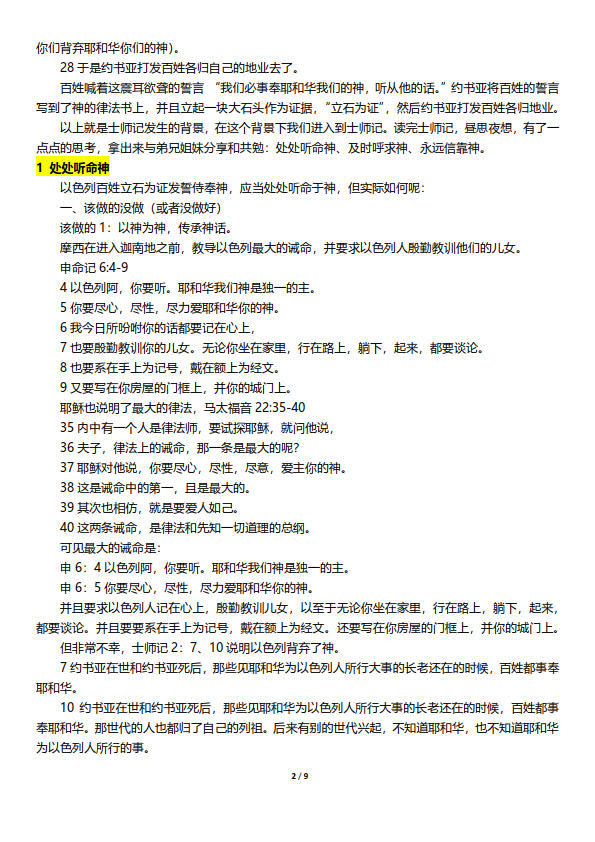 你们背弃耶和华你们的神）。
28 于是约书亚打发百姓各归自己的地业去了。
百姓喊着这震耳欲聋的誓言 “我们必事奉耶和华我们的神，听从他的话。”约书亚将百姓的誓言
写到了神的律法书上，并且立起一块大石头作为证据，“立石为证”，然后约书亚打发百姓各归地业。
以上就是士师记发生的背景，在这个背景下我们进入到士师记。读完士师记，昼思夜想，有了一
点点的思考，拿出来与弟兄姐妹分享和共勉：处处听命神、及时呼求神、永远信靠神。
1 处处听命神
以色列百姓立石为证发誓侍奉神，应当处处听命于神，但实际如何呢：
一、该做的没做（或者没做好）
该做的 1：以神为神，传承神话。
摩西在进入迦南地之前，教导以色列最大的诫命，并要求以色列人殷勤教训他们的儿女。
申命记 6:4-9
4 以色列阿，你要听。耶和华我们神是独一的主。
5 你要尽心，尽性，尽力爱耶和华你的神。
6 我今日所吩咐你的话都要记在心上，
7 也要殷勤教训你的儿女。无论你坐在家里，行在路上，躺下，起来，都要谈论。
8 也要系在手上为记号，戴在额上为经文。
9 又要写在你房屋的门框上，并你的城门上。
耶稣也说明了最大的律法，马太福音 22:35-40
35 内中有一个人是律法师，要试探耶稣，就问他说，
36 夫子，律法上的诫命，那一条是最大的呢？
37 耶稣对他说，你要尽心，尽性，尽意，爱主你的神。
38 这是诫命中的第一，且是最大的。
39 其次也相仿，就是要爱人如己。
40 这两条诫命，是律法和先知一切道理的总纲。
可见最大的诫命是：
申 6：4 以色列阿，你要听。耶和华我们神是独一的主。
申 6：5 你要尽心，尽性，尽力爱耶和华你的神。
并且要求以色列人记在心上，殷勤教训儿女，以至于无论你坐在家里，行在路上，躺下，起来，
都要谈论。并且要要系在手上为记号，戴在额上为经文。还要写在你房屋的门框上，并你的城门上。
但非常不幸，士师记 2：7、10 说明以色列背弃了神。
7 约书亚在世和约书亚死后，那些见耶和华为以色列人所行大事的长老还在的时候，百姓都事奉
耶和华。
10 约书亚在世和约书亚死后，那些见耶和华为以色列人所行大事的长老还在的时候，百姓都事
奉耶和华。那世代的人也都归了自己的列祖。后来有别的世代兴起，不知道耶和华，也不知道耶和华
为以色列人所行的事。
2 / 9